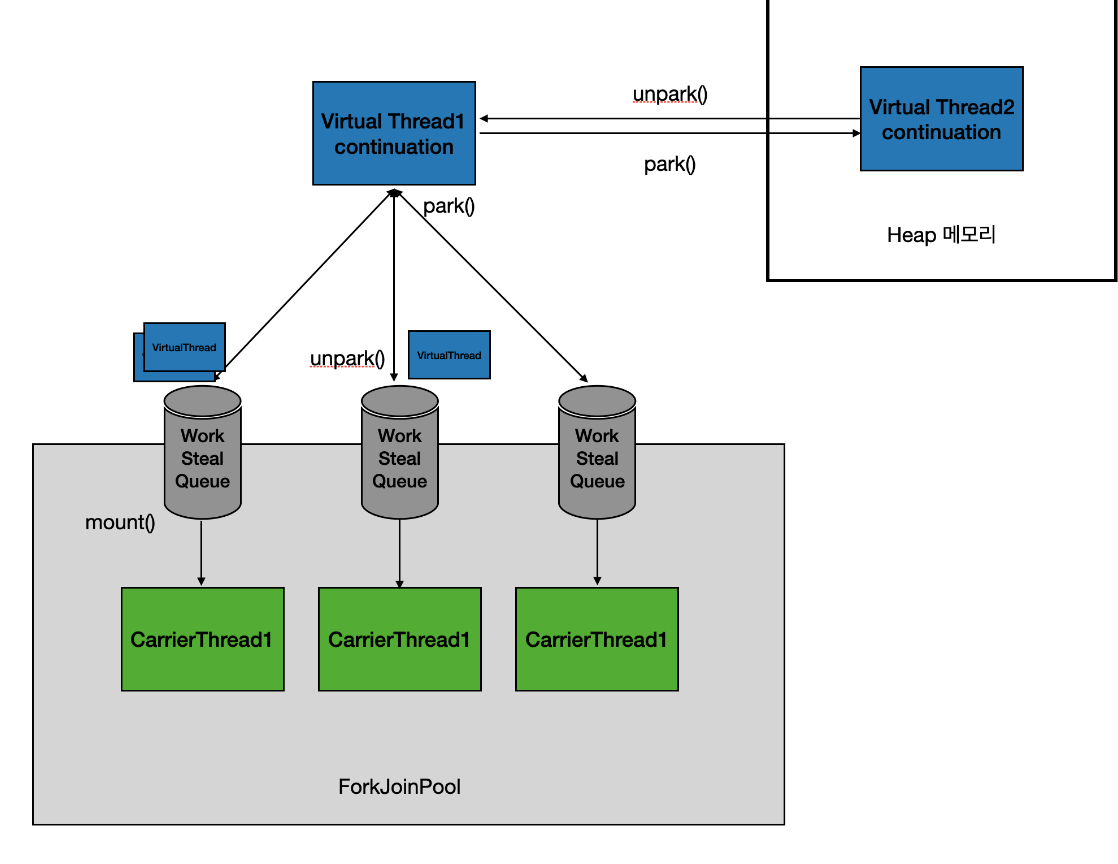 unpark()
Virtual Thread1
continuation
Virtual Thread2
continuation
park()
park()
Heap 메모리
VirtualThread
unpark()
VirtualThread
Work
Steal
Queue
Work
Steal
Queue
Work
Steal
Queue
mount()
CarrierThread1
CarrierThread1
CarrierThread1
ForkJoinPool